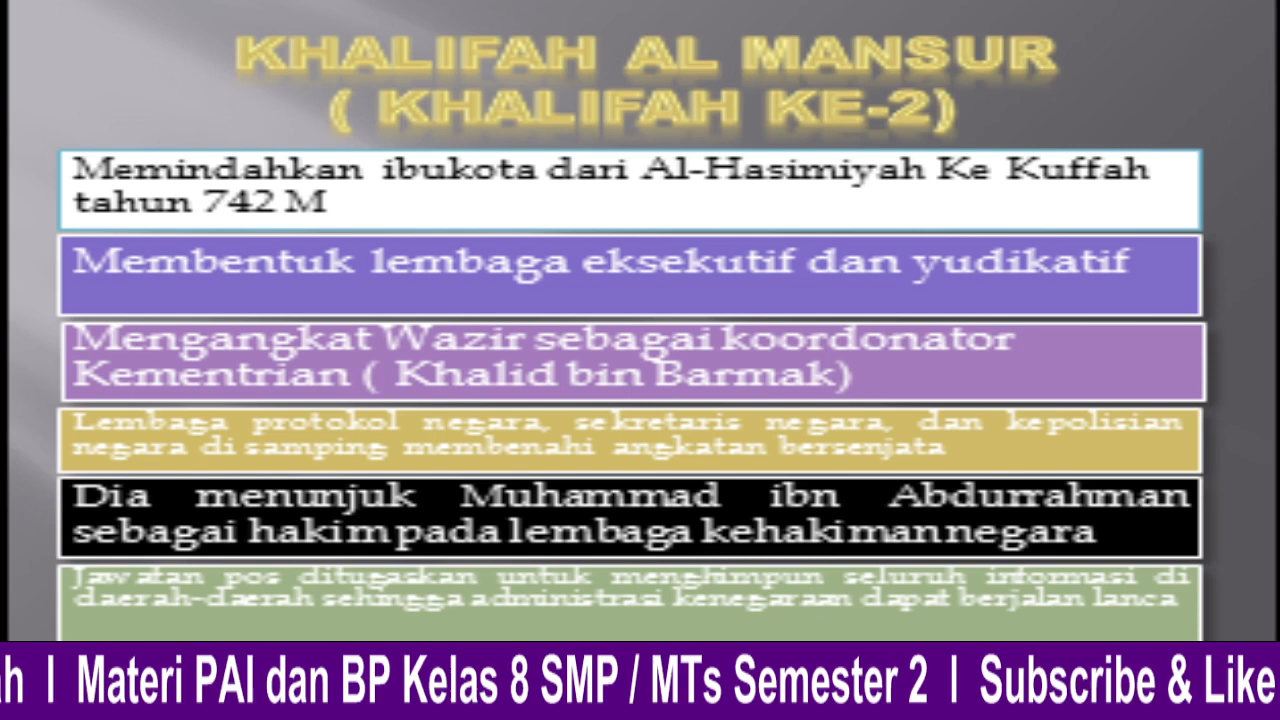 KHALIFAH AL MANSUR
( KHALIFAH KE-2)
Memindahkan ibukota dari Al-Hasimiyah Ke Kuffah
tahun 742 M
Membentuk lembaga eksekutif dan yudikatif
Mengangkat Wazir sebagai koordonator
Kementrian ( Khalid bin Barmak)
Lembaga protokol negara, sekretaris negara, dan kepolisian
negara di samping membenahi angkatan bersenjata
Dia menunjuk Muhammad ibn Abdurrahman
sebagai hakim pada lembaga kehakiman negara
Jawatan pos ditugaskan untuk menghimpun seluruh informasi di
daerah-daerah sehingga administrasi kenegaraan dapat berjalan lanca
ah I Materi PAI dan BP Kelas 8 SMP / MTs Semester 2 I Subscribe & Like